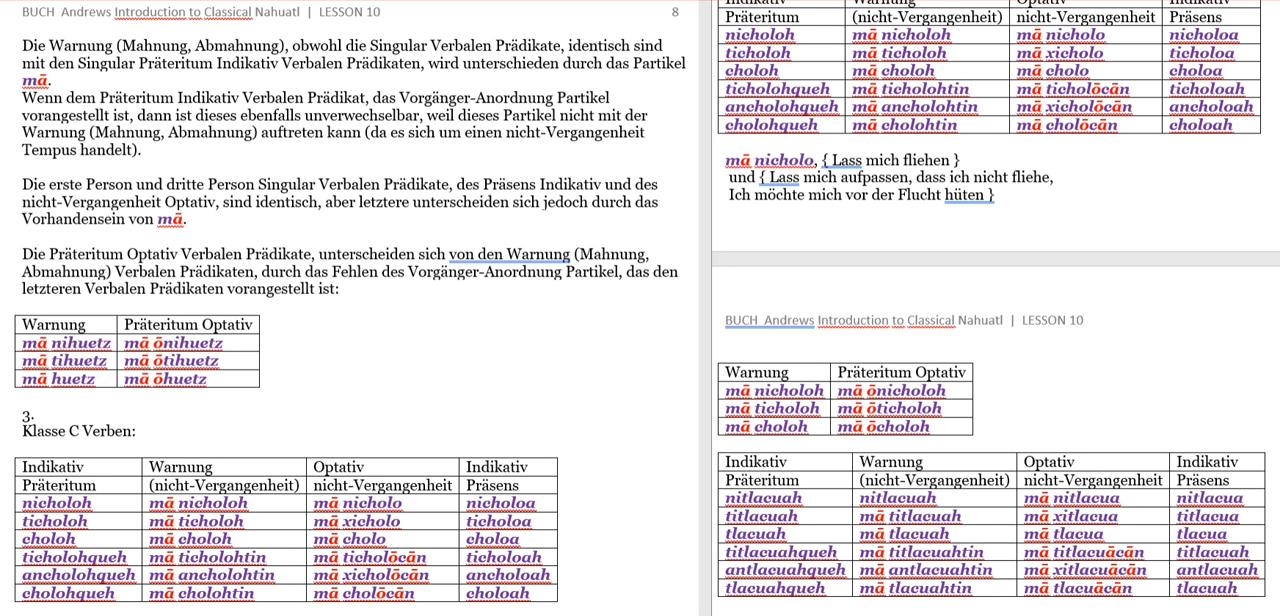 BUCH Andrews Introduction to Classical Nahuatl | LESSON 10 8
Die Warnung (Mahnung, Abmahnung), obwohl die Singular Verbalen Prädikate, identisch sind
mit den Singular Präteritum Indikativ Verbalen Prädikaten, wird unterschieden durch das Partikel
mā.
Wenn dem Präteritum Indikativ Verbalen Prädikat, das Vorgänger-Anordnung Partikel
vorangestellt ist, dann ist dieses ebenfalls unverwechselbar, weil dieses Partikel nicht mit der
Warnung (Mahnung, Abmahnung) auftreten kann (da es sich um einen nicht-Vergangenheit
Tempus handelt).
Die erste Person und dritte Person Singular Verbalen Prädikate, des Präsens Indikativ und des
nicht-Vergangenheit Optativ, sind identisch, aber letztere unterscheiden sich jedoch durch das
Vorhandensein von mā.
Die Präteritum Optativ Verbalen Prädikate, unterscheiden sich von den Warnung (Mahnung,
Abmahnung) Verbalen Prädikaten, durch das Fehlen des Vorgänger-Anordnung Partikel, das den
letzteren Verbalen Prädikaten vorangestellt ist:
Warnung Präteritum Optativ
mā nihuetz mā ōnihuetz
mā tihuetz mā ōtihuetz
mā huetz mā ōhuetz
3.
Klasse C Verben:
Indikativ Warnung Optativ Indikativ
Präteritum (nicht-Vergangenheit) nicht-Vergangenheit Präsens
nicholoh mā nicholoh mā nicholo nicholoa
ticholoh mā ticholoh mā xicholo ticholoa
choloh mā choloh mā cholo choloa
ticholohqueh mā ticholohtin mā ticholōcān ticholoah
ancholohqueh mā ancholohtin mā xicholōcān ancholoah
cholohqueh mā cholohtin mā cholōcān choloah
Indikativ Warnung Optativ Indikativ
Präteritum (nicht-Vergangenheit) nicht-Vergangenheit Präsens
nicholoh mā nicholoh mā nicholo nicholoa
ticholoh mā ticholoh mā xicholo ticholoa
choloh mā choloh mā cholo choloa
ticholohqueh mā ticholohtin mā ticholōcān ticholoah
ancholohqueh mā ancholohtin mā xicholōcān ancholoah
cholohqueh mā cholohtin mā cholōcān choloah
mā nicholo, { Lass mich fliehen }
und { Lass mich aufpassen, dass ich nicht fliehe,
Ich möchte mich vor der Flucht hüten }
BUCH Andrews Introduction to Classical Nahuatl | LESSON 10
Warnung Präteritum Optativ
mā nicholoh mā ōnicholoh
mā ticholoh mā ōticholoh
mā choloh mā ōcholoh
Indikativ Warnung Optativ Indikativ
Präteritum (nicht-Vergangenheit) nicht-Vergangenheit Präsens
nitlacuah nitlacuah mā nitlacua nitlacua
titlacuah mā titlacuah mā xitlacua titlacua
tlacuah mā tlacuah mā tlacua tlacua
titlacuahqueh mā titlacuahtin mā titlacuācān titlacuah
antlacuahqueh mā antlacuahtin mā xitlacuācān antlacuah
tlacuahqueh mā tlacuahtin mā tlacuācān tlacuah